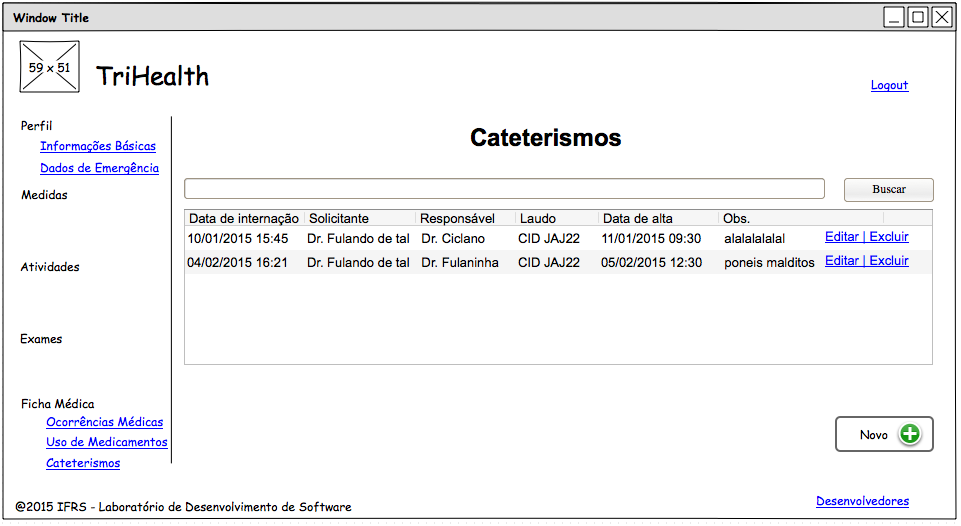 Window Title
59 x 51
TriHealth
Logout
Perfil
Informações Básicas
Dados de Emergência
Medidas
Atividades
Exames
Ficha Médica
Ocorrências Médicas
Uso de Medicamentos
Cateterismos
Cateterismos
Buscar
Data de internação Solicitante Responsável Laudo Data de alta Obs.
10/01/2015 15:45 Dr. Fulando de tal Dr. Ciclano CID JAJ22 11/01/2015 09:30 alalalalalal Editar | Excluir
04/02/2015 16:21 Dr. Fulando de tal Dr. Fulaninha CID JAJ22 05/02/2015 12:30 poneis malditos Editar | Excluir
Novo
@2015 IFRS - Laboratório de Desenvolvimento de Software
Desenvolvedores